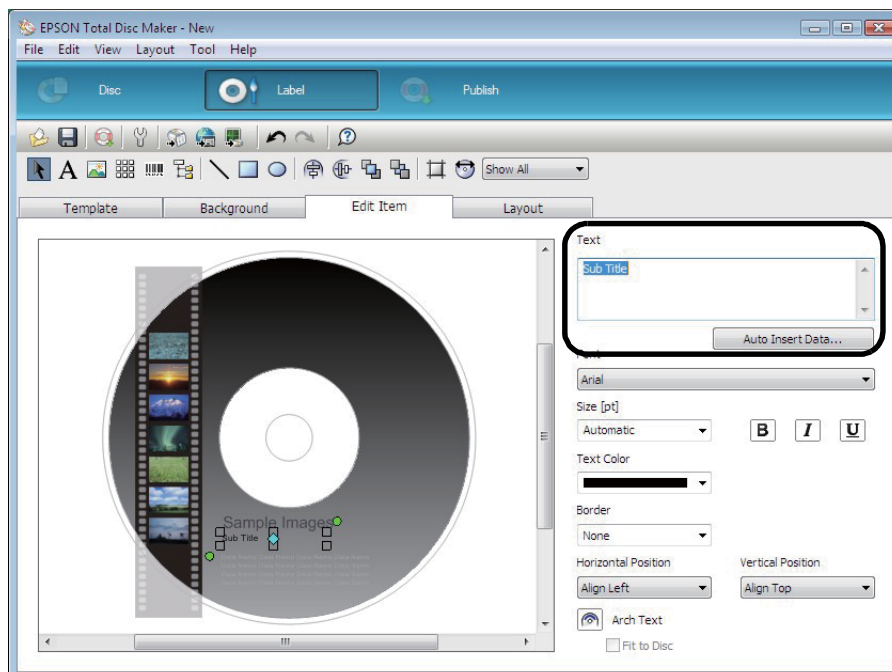 EPSON Total Disc Maker - New
File Edit View Layout Tool Help
Disc Label Publish
A Show All
Template Background Edit Item Layout
Text
Sub Title
Auto Insert Data...
Arial
Size [pt]
Automatic B I U
Text Color
Border
None
Horizontal Position Vertical Position
Align Left Align Top
Arch Text
Fit to Disc
Sample Images
Sub Title